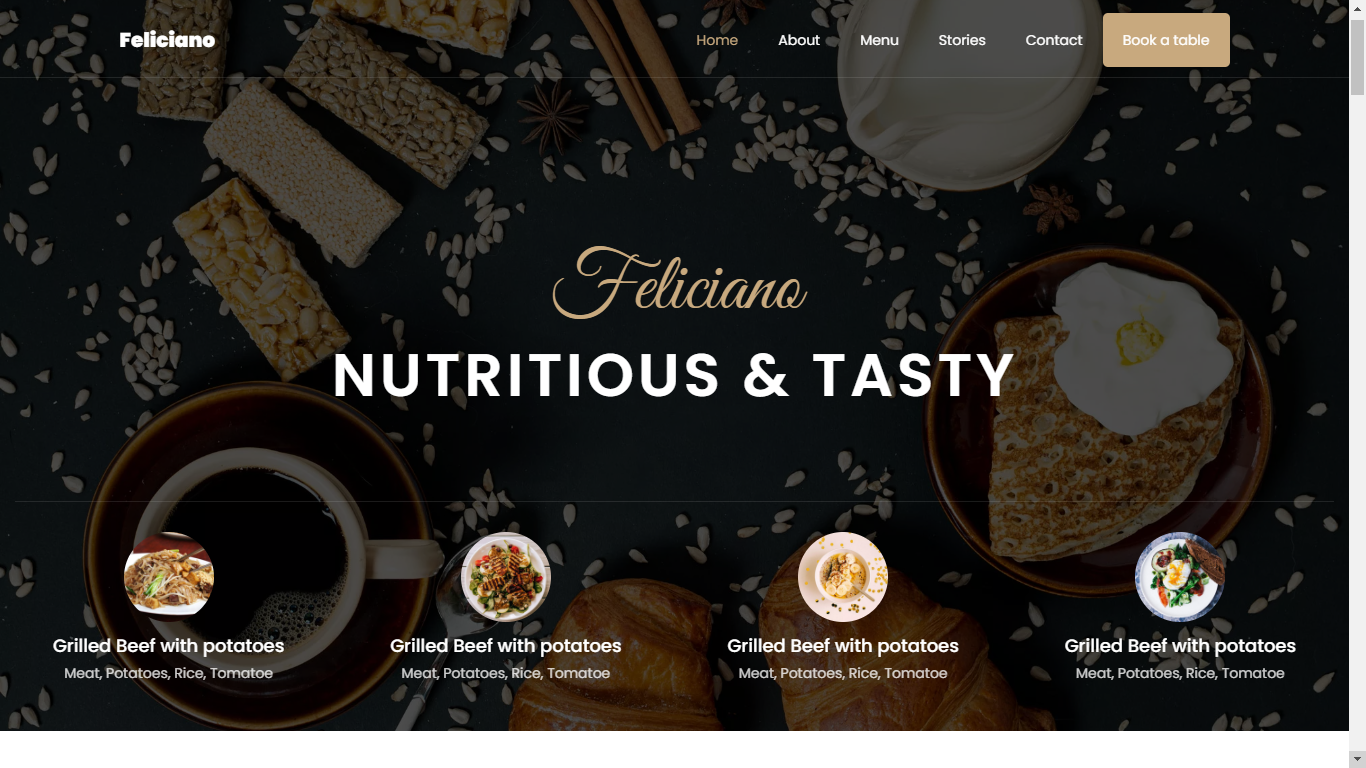 Feliciano
Home About Menu Stories Contact Book a table
Feliciano
NUTRITIOUS & TASTY
Grilled Beef with potatoes
Meat, Potatoes, Rice, Tomatoe
Grilled Beef with potatoes
Meat, Potatoes, Rice, Tomatoe
Grilled Beef with potatoes
Meat, Potatoes, Rice, Tomatoe
Grilled Beef with potatoes
Meat, Potatoes, Rice, Tomatoe